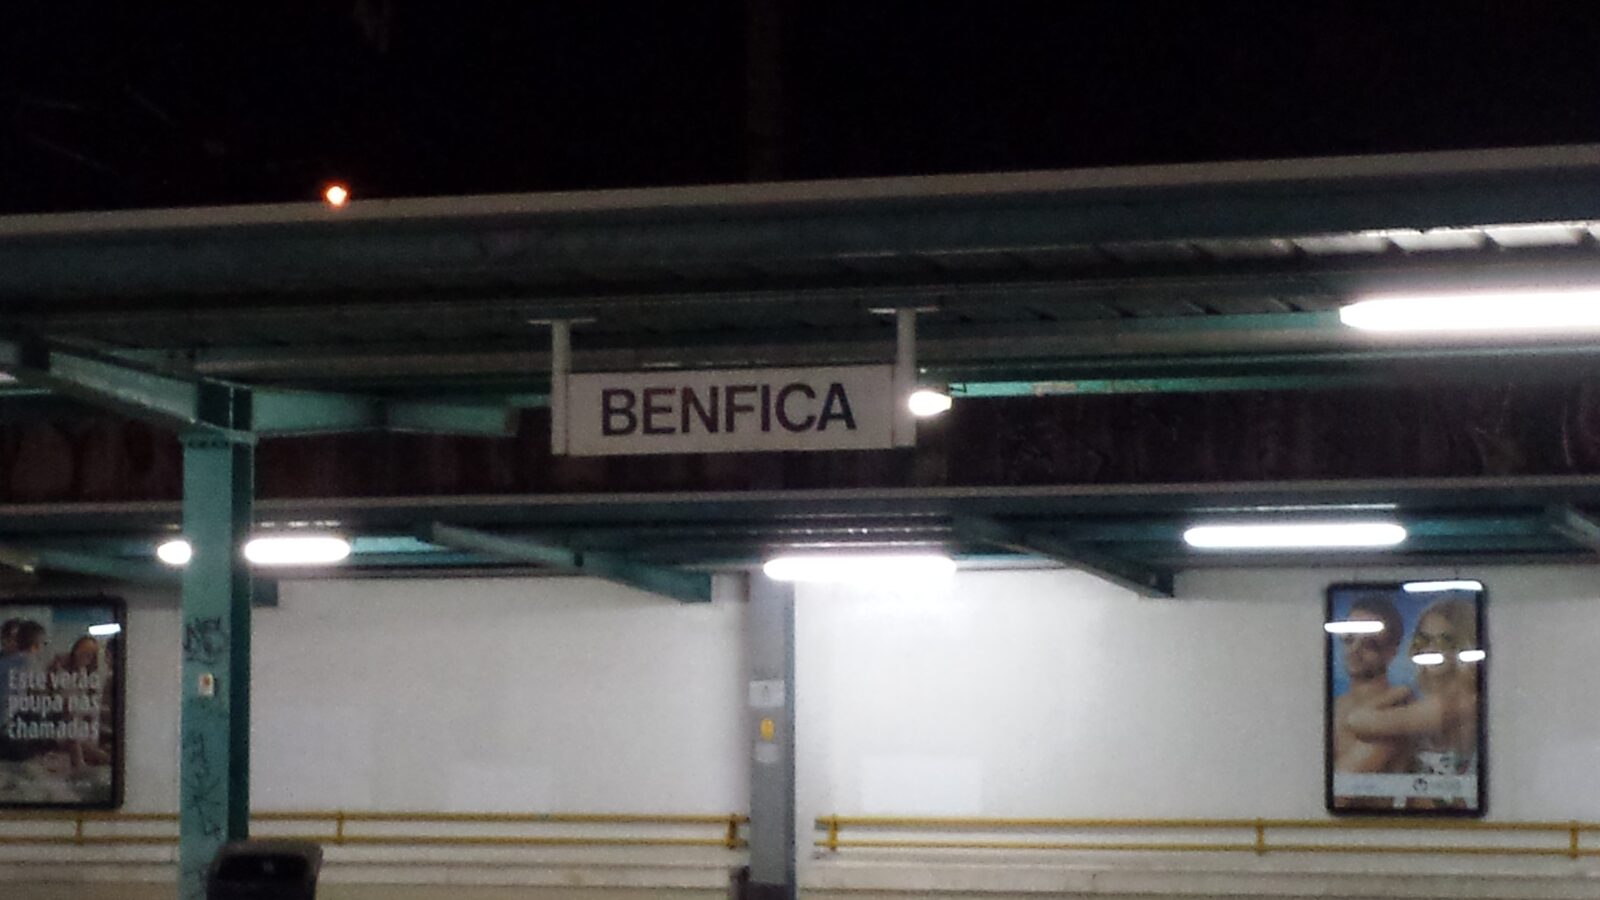 BENFICA
Este verão
poupa nas
chamadas